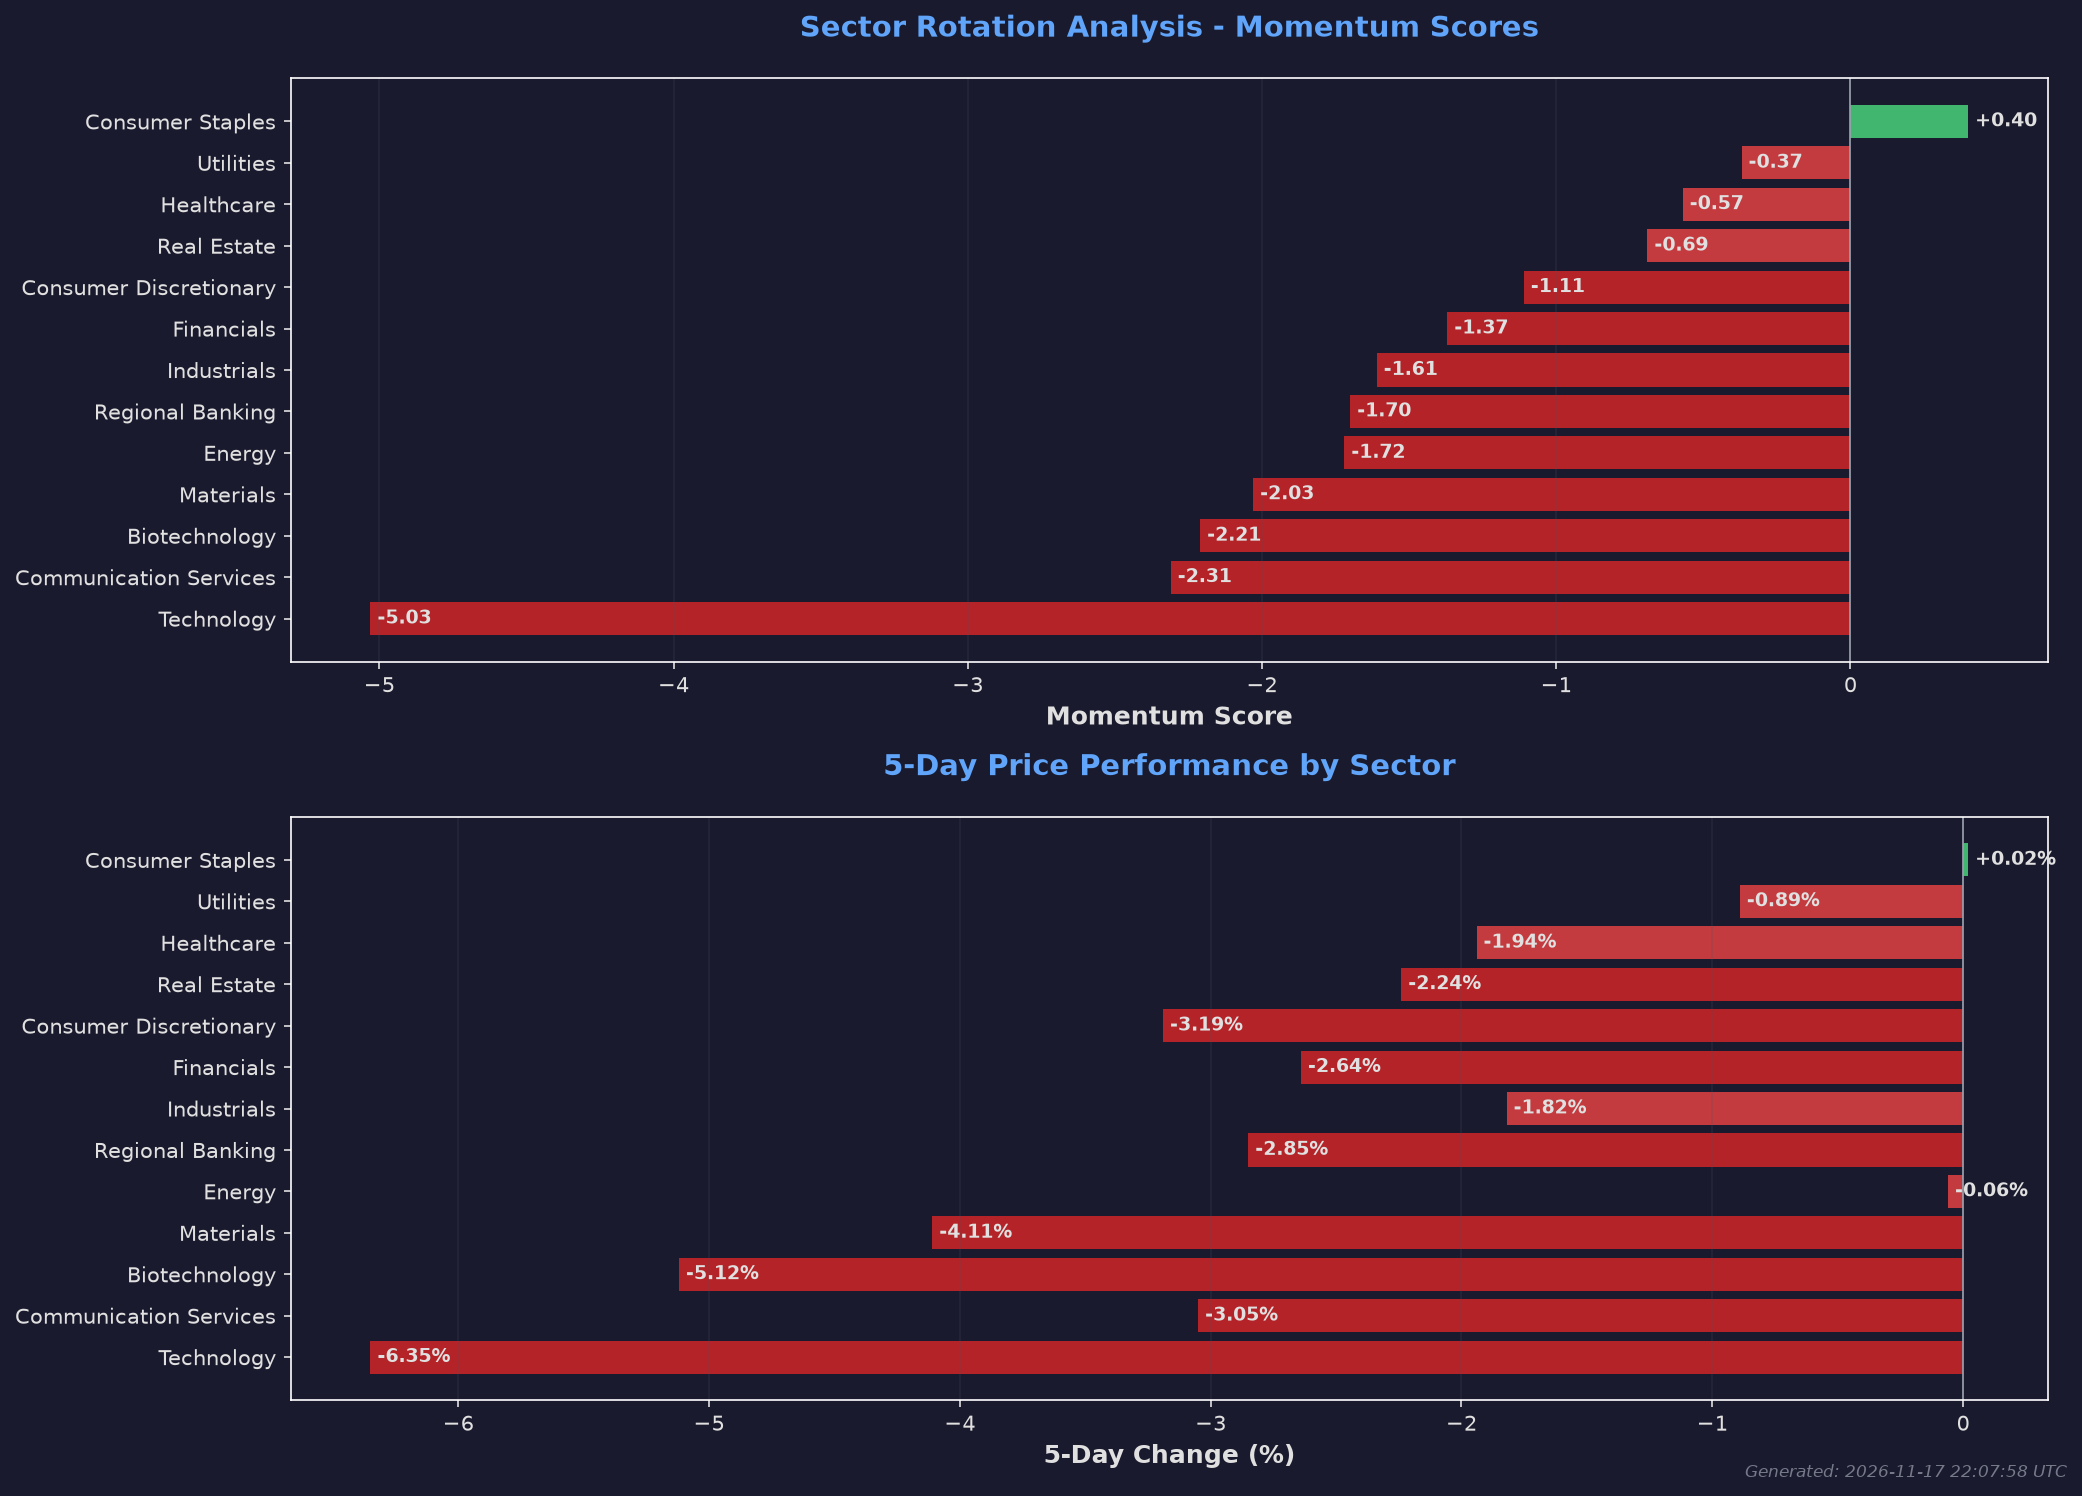 Sector Rotation Analysis - Momentum Scores
Consumer Staples +0.40
Utilities -0.37
Healthcare -0.57
Real Estate -0.69
Consumer Discretionary -1.11
Financials -1.37
Industrials -1.61
Regional Banking -1.70
Energy -1.72
Materials -2.03
Biotechnology -2.21
Communication Services -2.31
Technology -5.03
−5 −4 −3 −2 −1 0
Momentum Score
5-Day Price Performance by Sector
Consumer Staples +0.02%
Utilities -0.89%
Healthcare -1.94%
Real Estate -2.24%
Consumer Discretionary -3.19%
Financials -2.64%
Industrials -1.82%
Regional Banking -2.85%
Energy -0.06%
Materials -4.11%
Biotechnology -5.12%
Communication Services -3.05%
Technology -6.35%
−6 −5 −4 −3 −2 −1 0
5-Day Change (%)
Generated: 2026-11-17 22:07:58 UTC